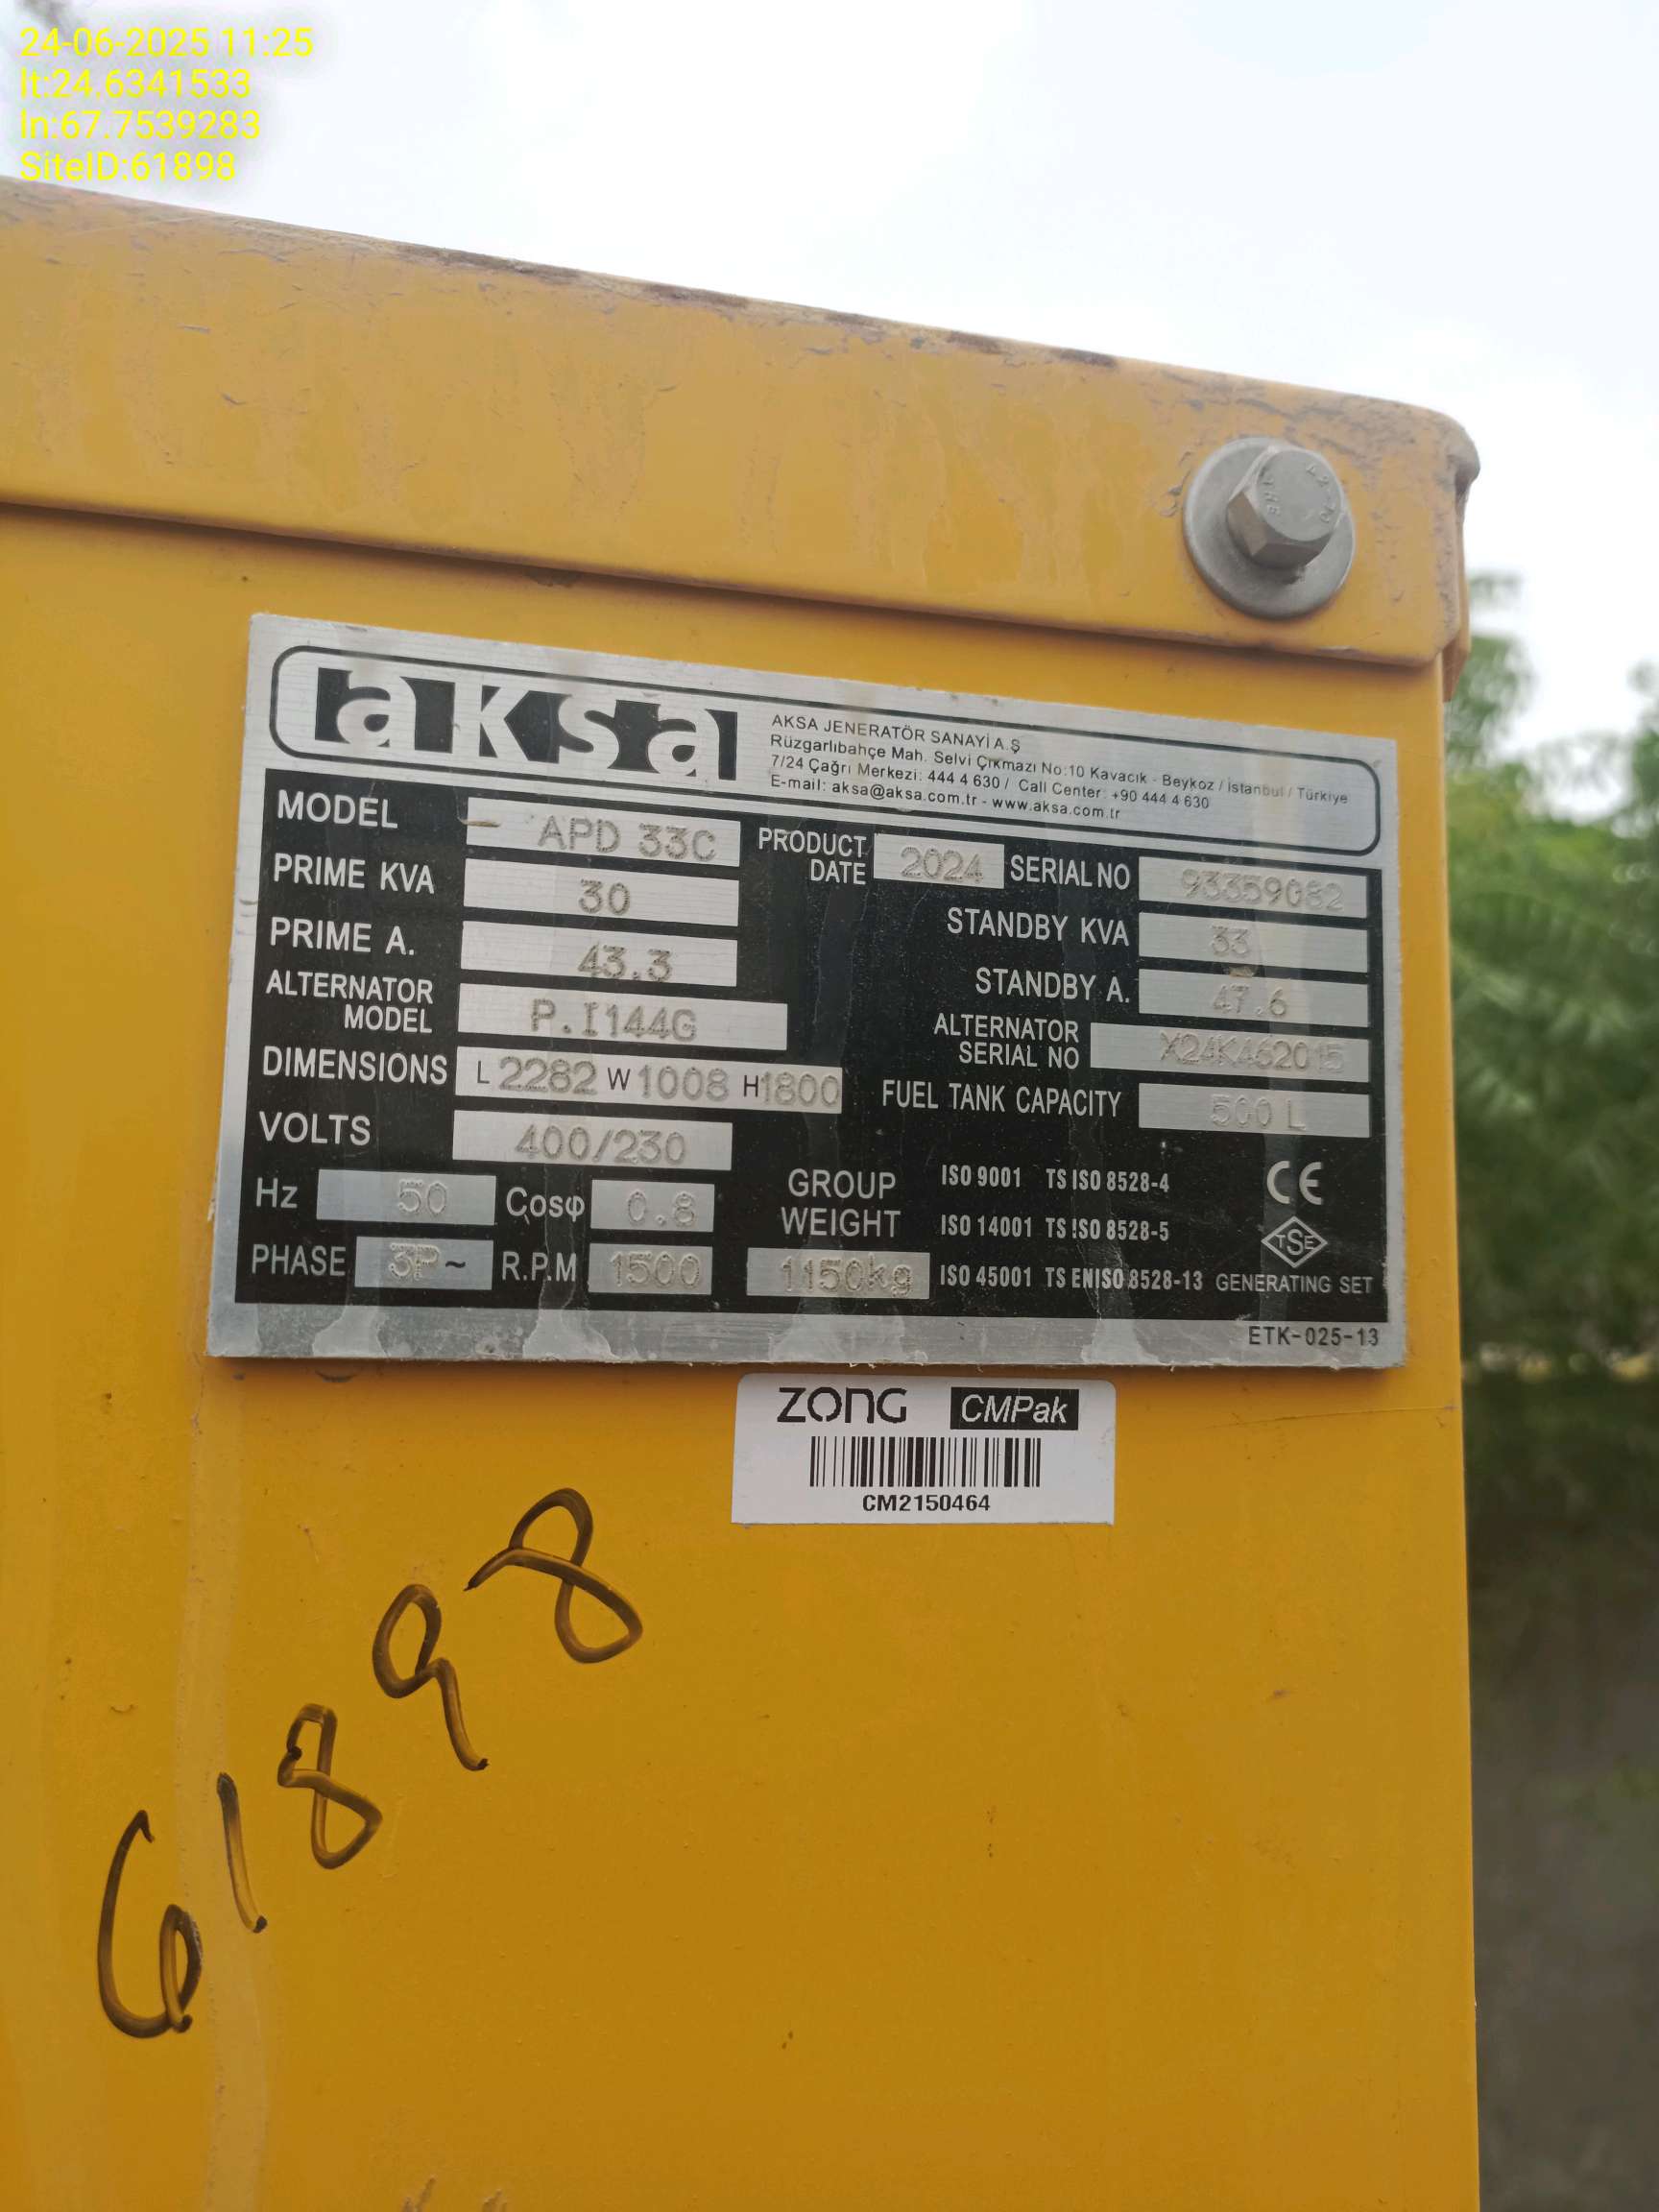 24-06-2025 11:25
lt:24.6341533
ln:67.7539283
SiteID:61898
aksa
AKSA JENERATÖR SANAYİ A.Ş
Rüzgarlıbahçe Mah. Selvi Çıkmazı No:10 Kavacık - Beykoz / İstanbul / Türkiye
7/24 Çağrı Merkezi: 444 4 630 / Call Center: +90 444 4 630
E-mail: aksa@aksa.com.tr - www.aksa.com.tr
MODEL APD 33C PRODUCT DATE 2024 SERIAL NO 93359082
PRIME KVA 30 STANDBY KVA 33
PRIME A. 43.3 STANDBY A. 47.6
ALTERNATOR MODEL P.I144G ALTERNATOR SERIAL NO X24K462015
DIMENSIONS L 2282 W 1008 H 1800 FUEL TANK CAPACITY 500 L
VOLTS 400/230
Hz 50 Cosφ 0.8 GROUP WEIGHT ISO 9001 TS ISO 8528-4 CE
ISO 14001 TS ISO 8528-5 TSE
PHASE 3P~ R.P.M 1500 1150kg ISO 45001 TS EN ISO 8528-13 GENERATING SET
ETK-025-13
ZONG CMPak
CM2150464
61898